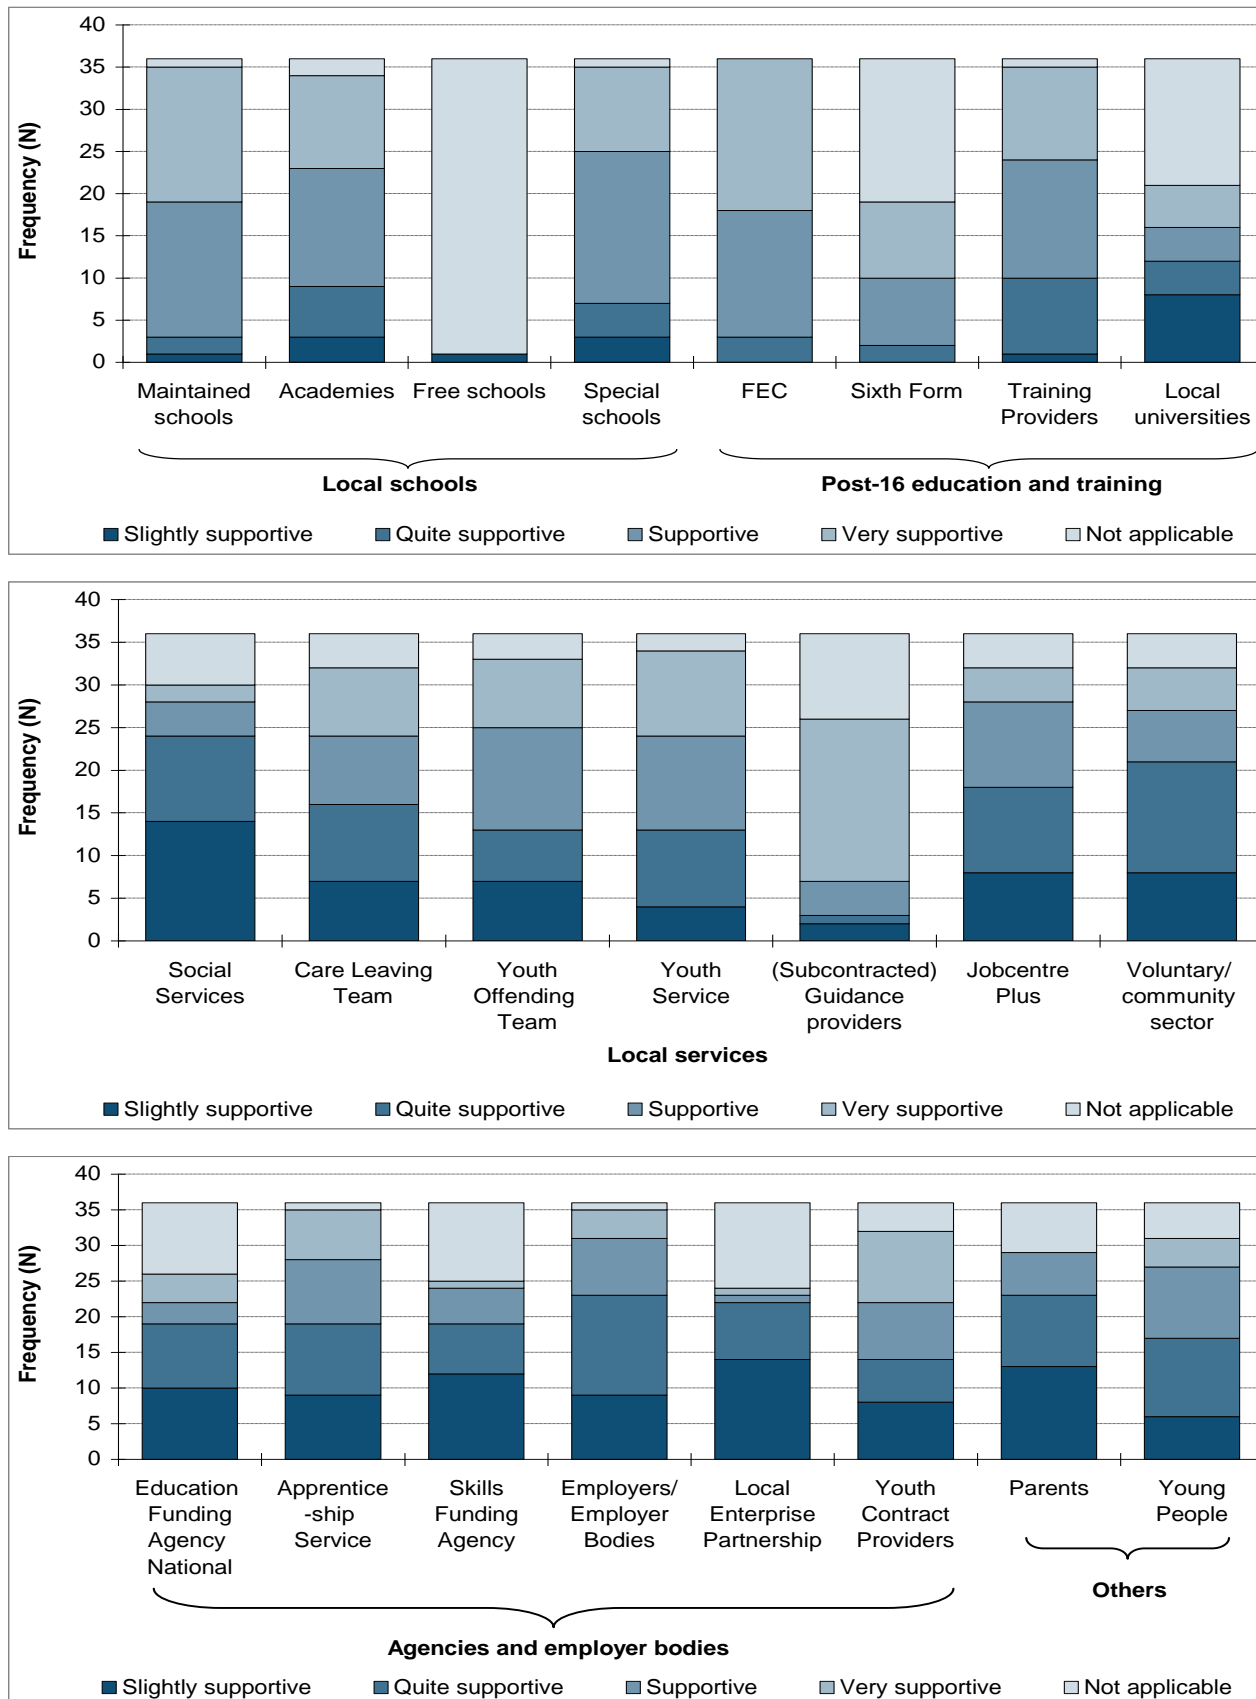 40
35
30
25
20
15
10
5
0
Frequency (N)
Maintained schools
Academies
Free schools
Special schools
FEC
Sixth Form
Training Providers
Local universities
Local schools
Post-16 education and training
Slightly supportive
Quite supportive
Supportive
Very supportive
Not applicable
40
35
30
25
20
15
10
5
0
Frequency (N)
Social Services
Care Leaving Team
Youth Offending Team
Youth Service
(Subcontracted) Guidance providers
Jobcentre Plus
Voluntary/ community sector
Local services
Slightly supportive
Quite supportive
Supportive
Very supportive
Not applicable
40
35
30
25
20
15
10
5
0
Frequency (N)
Education Funding Agency National
Apprentice -ship Service
Skills Funding Agency
Employers/ Employer Bodies
Local Enterprise Partnership
Youth Contract Providers
Parents
Young People
Others
Agencies and employer bodies
Slightly supportive
Quite supportive
Supportive
Very supportive
Not applicable